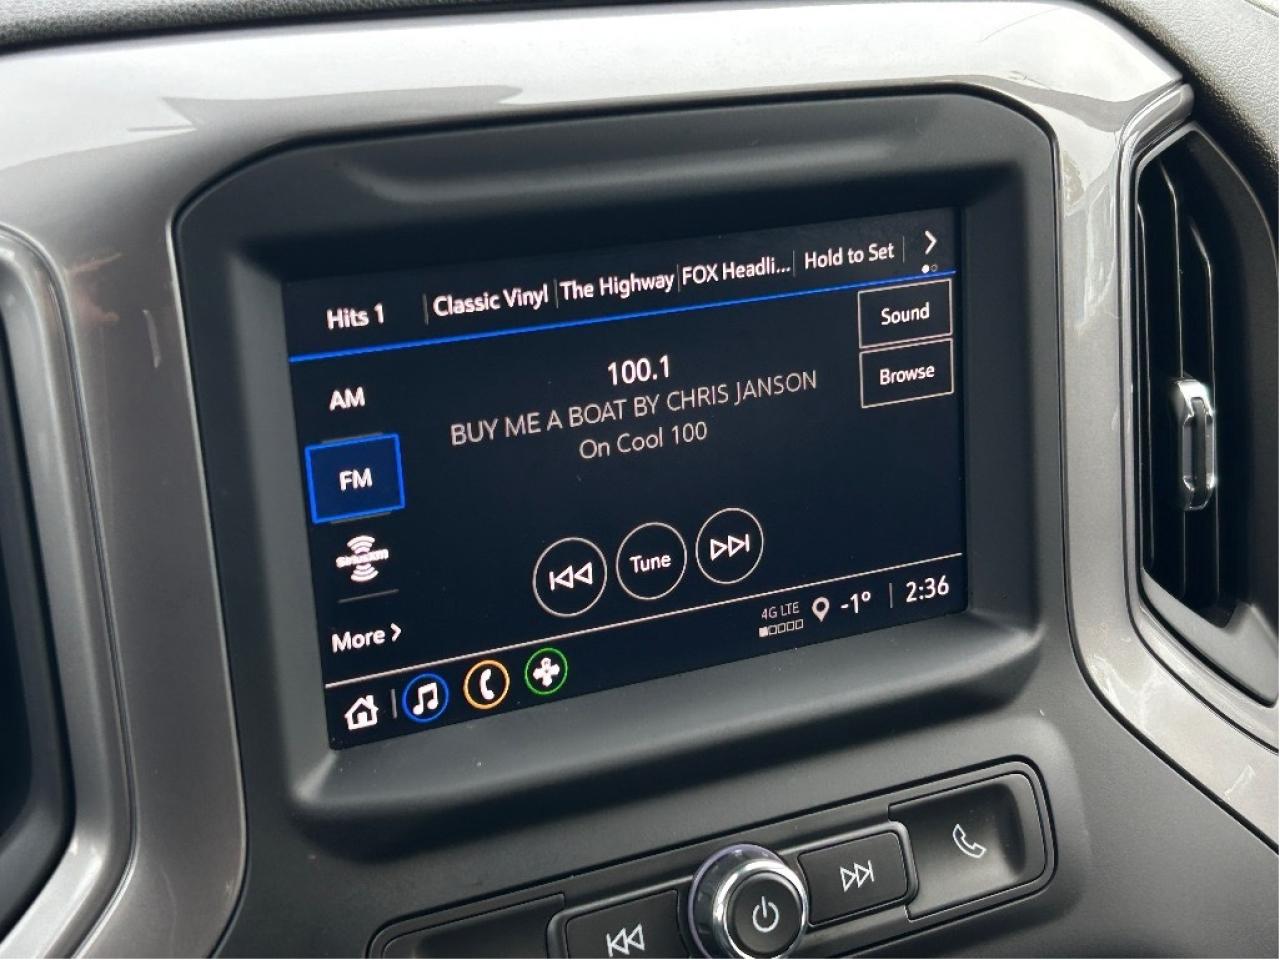 Hits 1
Classic Vinyl
The Highway
FOX Headli...
Hold to Set
Sound
Browse
AM
FM
SiriusXM
More
100.1
BUY ME A BOAT BY CHRIS JANSON
On Cool 100
Tune
4G LTE
-1°
2:36